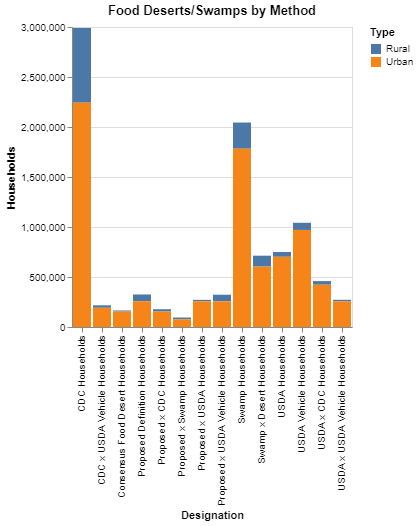 Food Deserts/Swamps by Method
Type
Rural
Urban
3,000,000
2,500,000
2,000,000
1,500,000
1,000,000
500,000
0
Households
CDC Households
CDC x USDA Vehicle Households
Consensus Food Desert Households
Proposed Definition Households
Proposed x CDC Households
Proposed x Swamp Households
Proposed x USDA Households
Proposed x USDA Vehicle Households
Swamp Households
Swamp x Desert Households
USDA Households
USDA Vehicle Households
USDA x CDC Households
USDA x USDA Vehicle Households
Designation